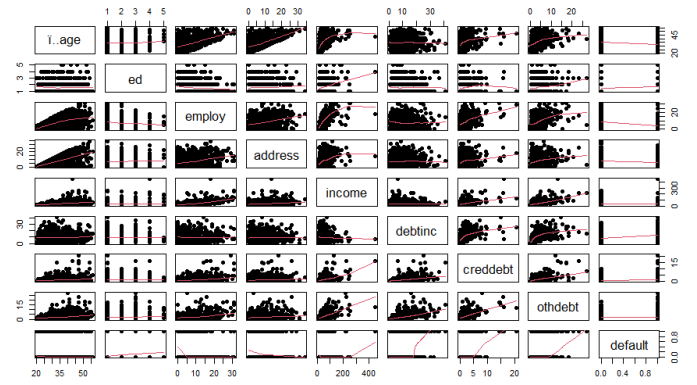 1 2 3 4 5
0 10 20 30
0 10 30
0 10 20
ï..age
20 45
1 3 5
ed
employ
0 20
0 20
address
income
0 300
0 30
debtinc
creddebt
0 15
0 15
othdebt
default
0.0 0.8
20 35 50
0 5 10 20 30
0 200 400
0 5 10 15 20
0.0 0.4 0.8